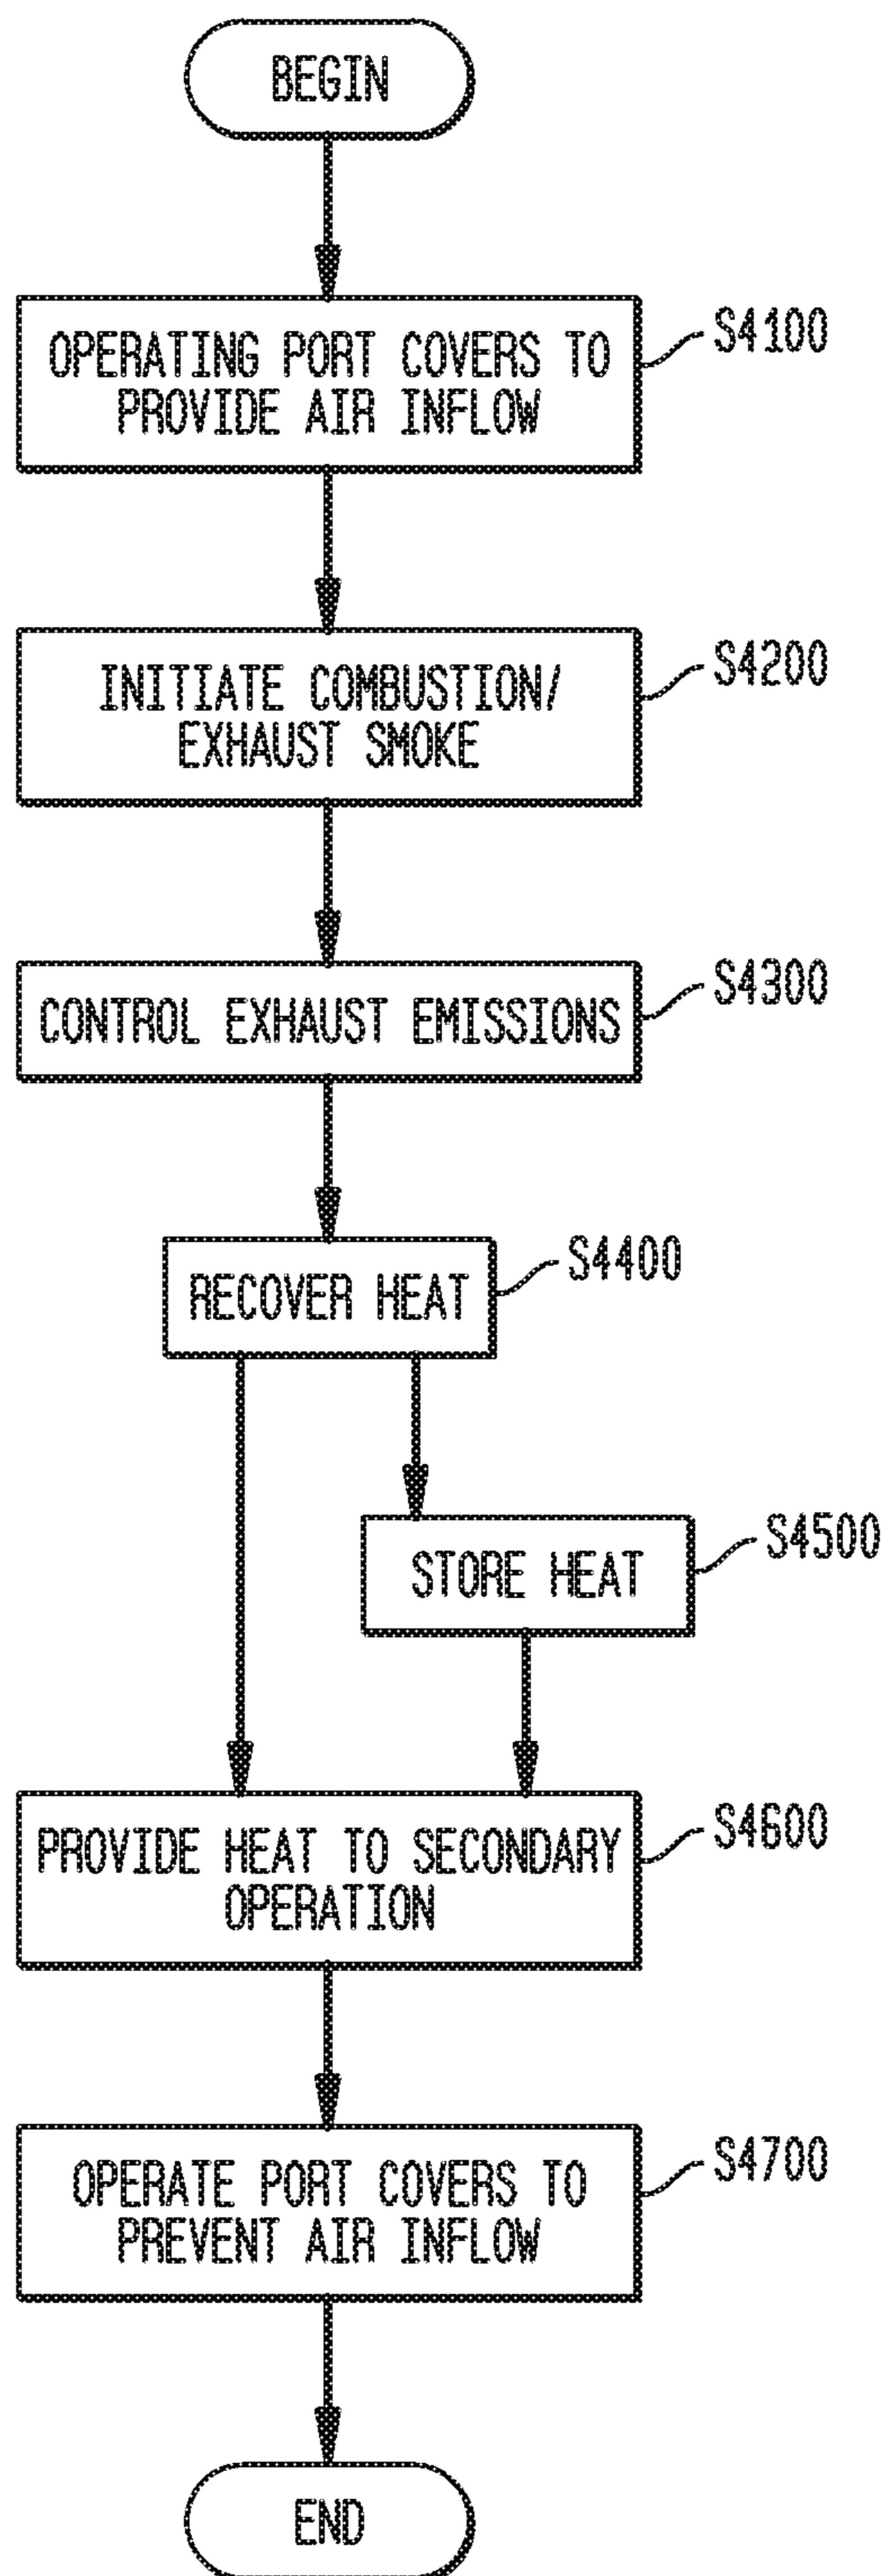 BEGIN
OPERATING PORT COVERS TO
PROVIDE AIR INFLOW
S4100
INITIATE COMBUSTION/
EXHAUST SMOKE
S4200
CONTROL EXHAUST EMISSIONS
S4300
RECOVER HEAT
S4400
STORE HEAT
S4500
PROVIDE HEAT TO SECONDARY
OPERATION
S4600
OPERATE PORT COVERS TO
PREVENT AIR INFLOW
S4700
END